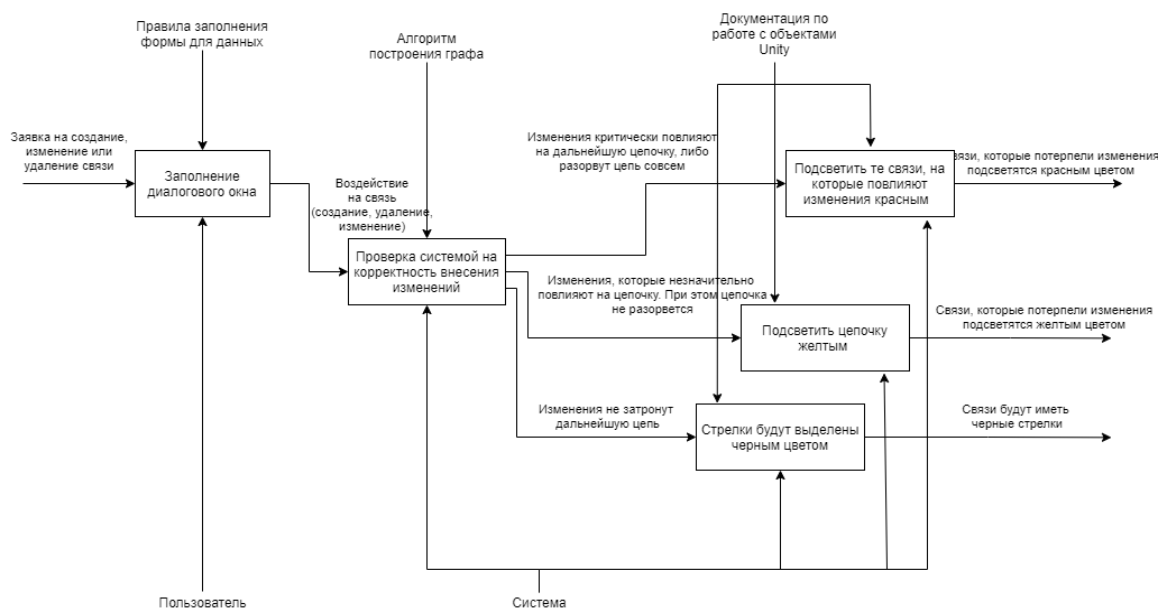 Правила заполнения
формы для данных
Алгоритм
построения графа
Документация по
работе с объектами
Unity
Заявка на создание,
изменение или
удаление связи
Заполнение
диалогового окна
Воздействие
на связь
(создание, удаление,
изменение)
Изменения критически повлияют
на дальнейшую цепочку, либо
разорвут цепь совсем
Подсветить те связи, на
которые повлияют
изменения красным
Связи, которые потерпели изменения
подсветятся красным цветом
Проверка системой на
корректность внесения
изменений
Изменения, которые незначительно
повлияют на цепочку. При этом цепочка
не разорвется
Подсветить цепочку
желтым
Связи, которые потерпели изменения
подсветятся желтым цветом
Изменения не затронут
дальнейшую цепь
Стрелки будут выделены
черным цветом
Связи будут иметь
черные стрелки
Пользователь
Система